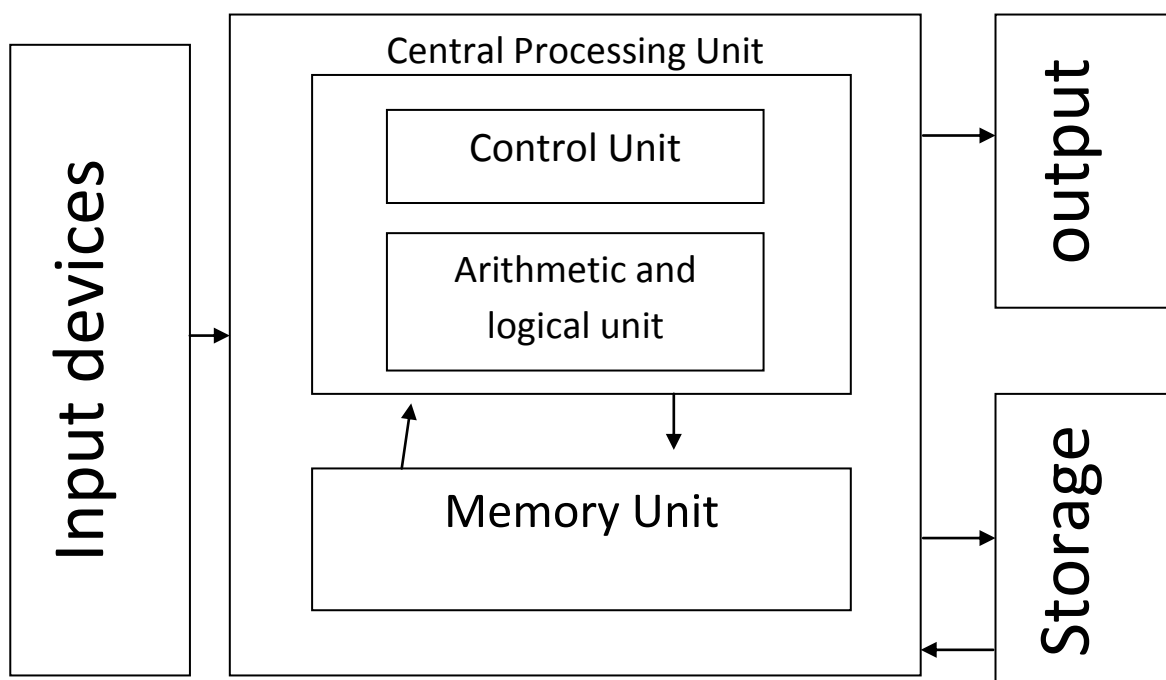 Input devices
Central Processing Unit
Control Unit
Arithmetic and
logical unit
Memory Unit
output
Storage